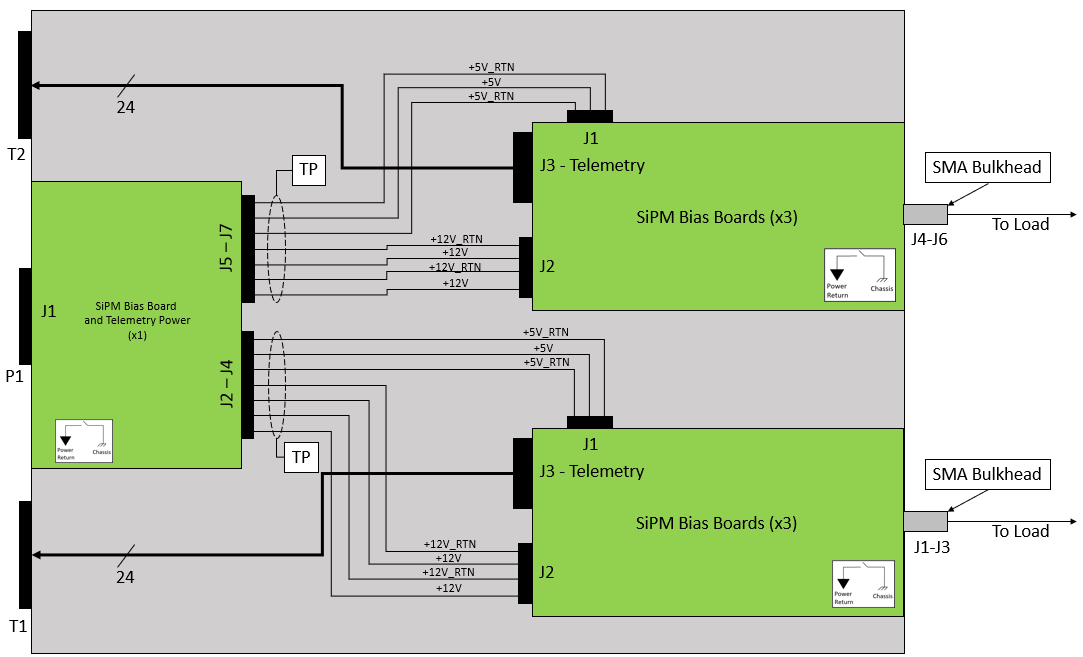 +5V_RTN
+5V
+5V_RTN
24
T2
J1
J3 - Telemetry
TP
SMA Bulkhead
SiPM Bias Boards (x3)
To Load
J4-J6
J5 – J7
+12V_RTN
+12V
+12V_RTN
+12V
J2
Power
Return
Chassis
J1
SiPM Bias Board
and Telemetry Power
(x1)
P1
+5V_RTN
+5V
+5V_RTN
J2 – J4
Power
Return
Chassis
TP
J1
J3 - Telemetry
SMA Bulkhead
SiPM Bias Boards (x3)
To Load
J1-J3
+12V_RTN
+12V
+12V_RTN
+12V
J2
24
T1
Power
Return
Chassis